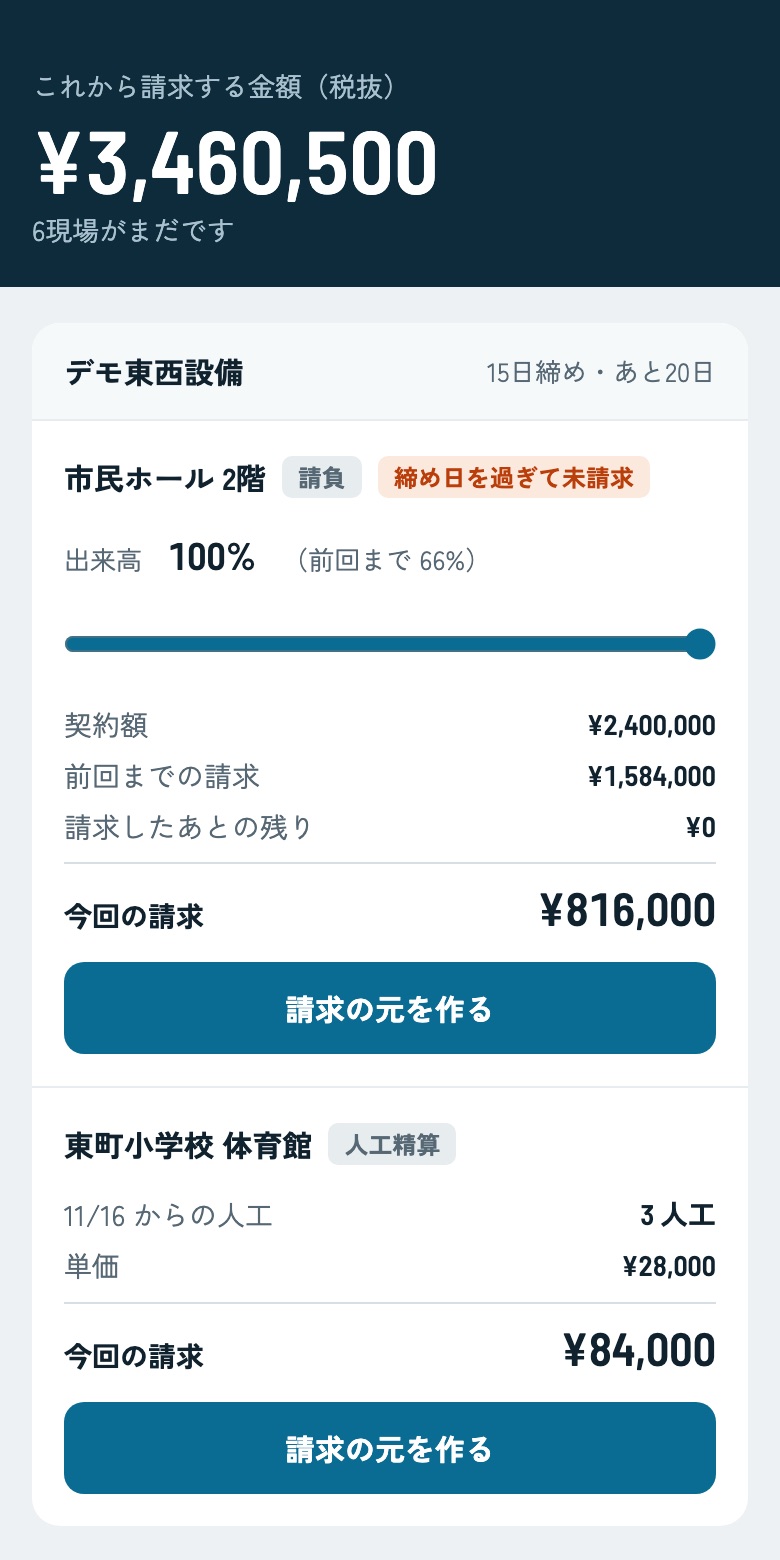 これから請求する金額（税抜）
¥3,460,500
6現場がまだです
デモ東西設備 15日締め・あと20日
市民ホール 2階 請負 締め日を過ぎて未請求
出来高 100% （前回まで 66%）
契約額 ¥2,400,000
前回までの請求 ¥1,584,000
請求したあとの残り ¥0
今回の請求 ¥816,000
請求の元を作る
東町小学校 体育館 人工精算
11/16 からの人工 3 人工
単価 ¥28,000
今回の請求 ¥84,000
請求の元を作る